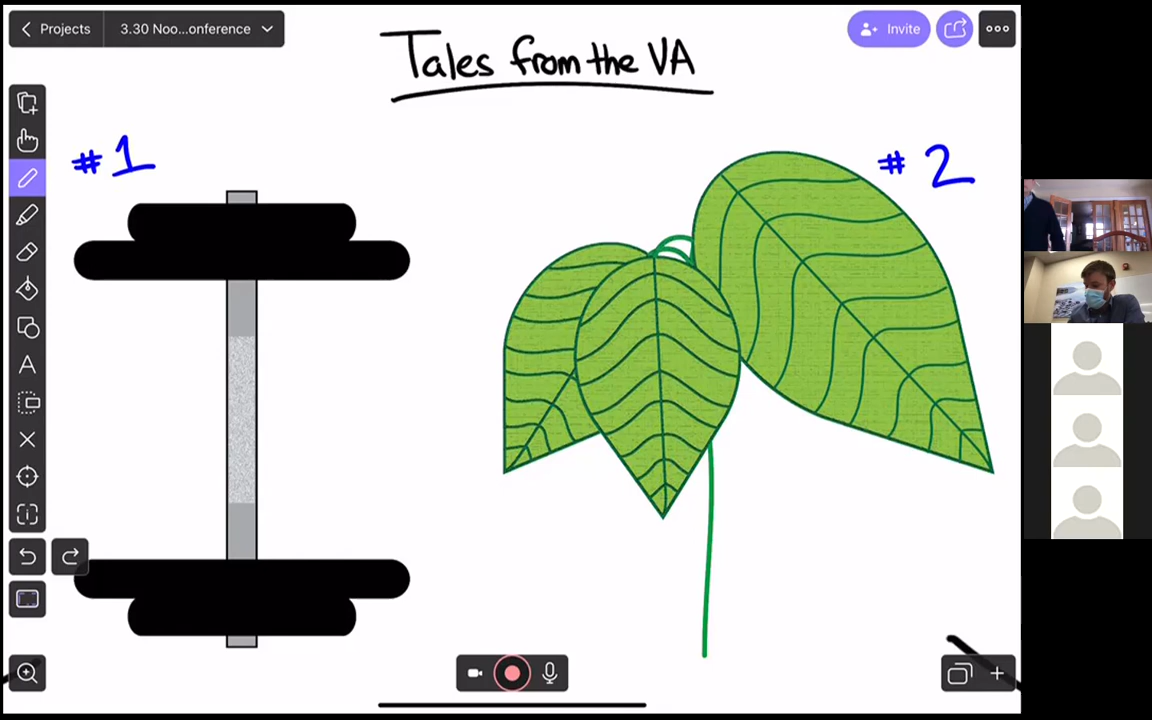 Projects
3.30 Noo...onference
Invite
Tales from the VA
#1
#2
A